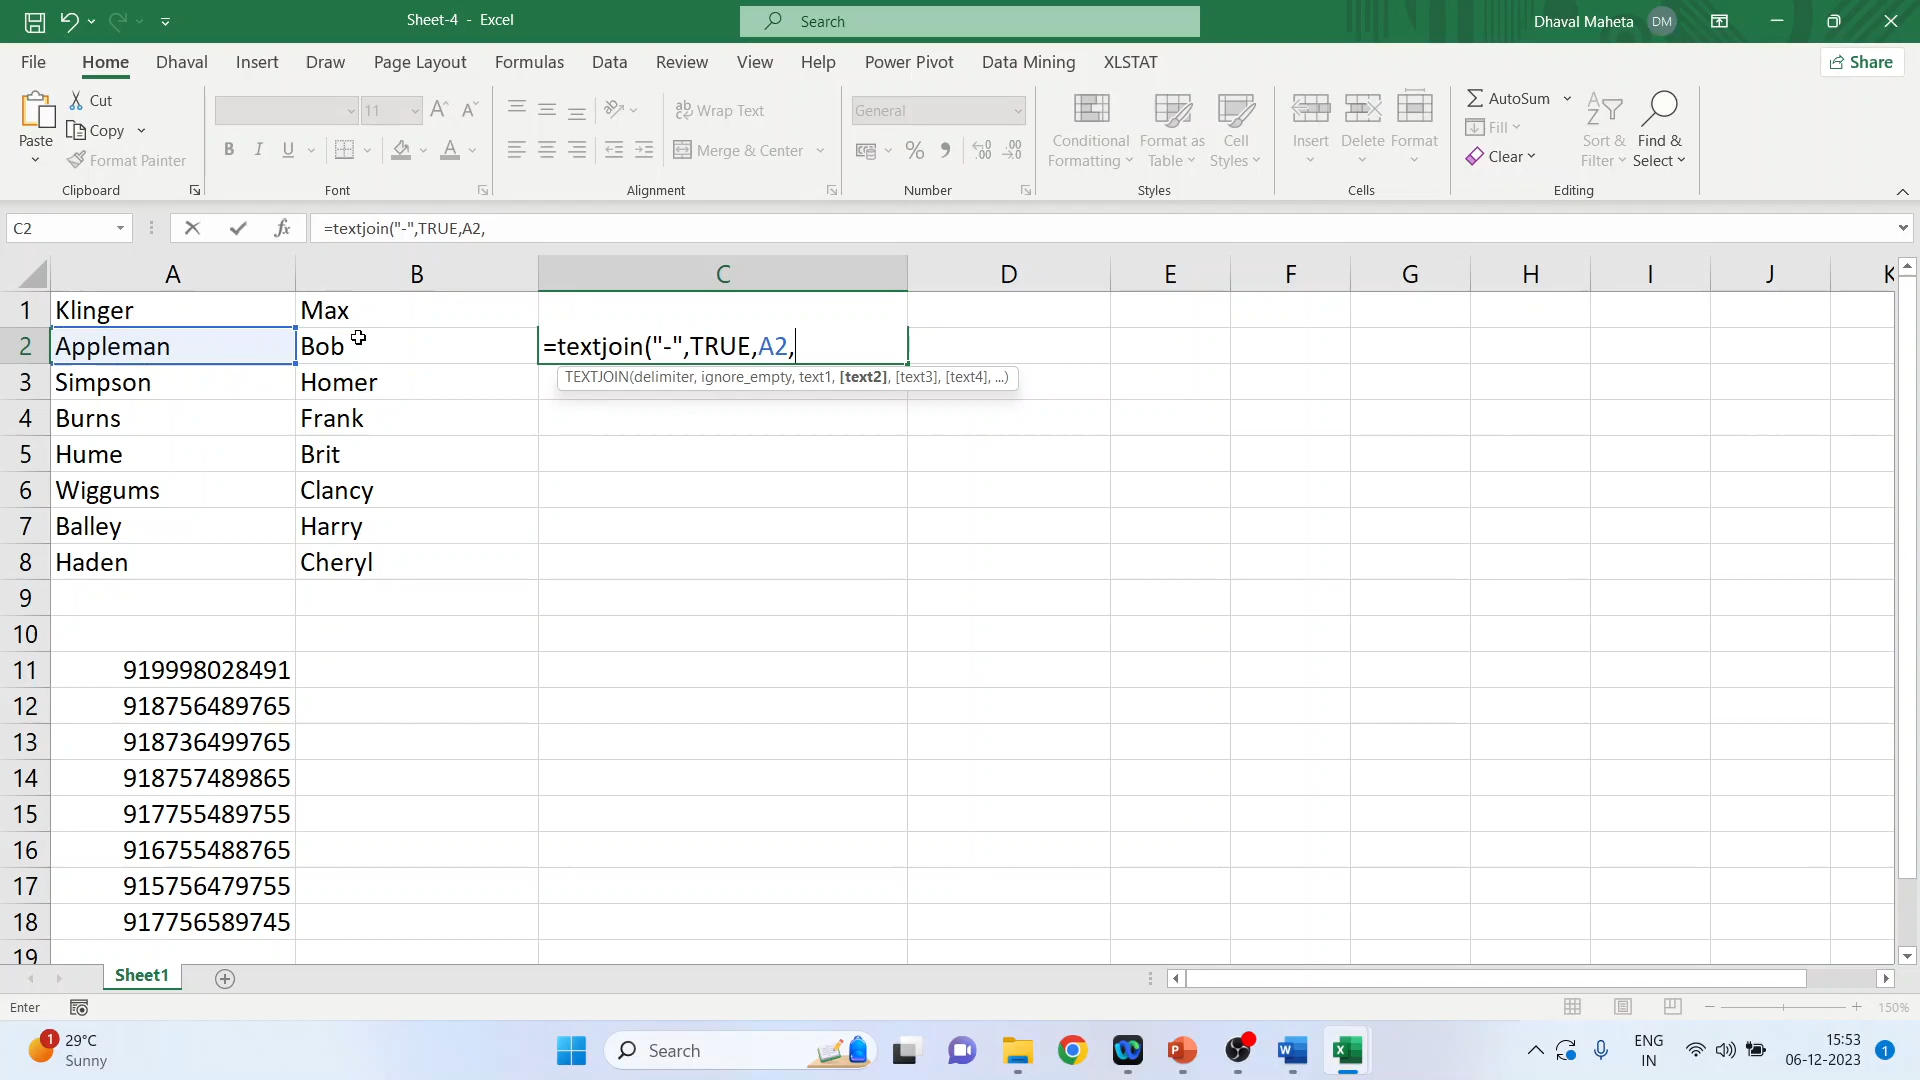 Sheet-4 - Excel
Search
Dhaval Maheta
DM
File
Home
Dhaval
Insert
Draw
Page Layout
Formulas
Data
Review
View
Help
Power Pivot
Data Mining
XLSTAT
Share
Paste
Cut
Copy
Format Painter
Clipboard
11
B I U
Font
Wrap Text
Merge & Center
Alignment
General
Number
Conditional
Formatting
Format as
Table
Cell
Styles
Styles
Insert
Delete
Format
Cells
AutoSum
Fill
Clear
Sort &
Filter
Find &
Select
Editing
C2
=textjoin("-",TRUE,A2,
A B C D E F G H I J K
1 Klinger Max
2 Appleman Bob =textjoin("-",TRUE,A2,
TEXTJOIN(delimiter, ignore_empty, text1, [text2], [text3], [text4], ...)
3 Simpson Homer
4 Burns Frank
5 Hume Brit
6 Wiggums Clancy
7 Balley Harry
8 Haden Cheryl
9
10
11 919998028491
12 918756489765
13 918736499765
14 918757489865
15 917755489755
16 916755488765
17 915756479755
18 917756589745
19
Sheet1
Enter
150%
1
29°C
Sunny
Search
ENG
IN
15:53
06-12-2023
1